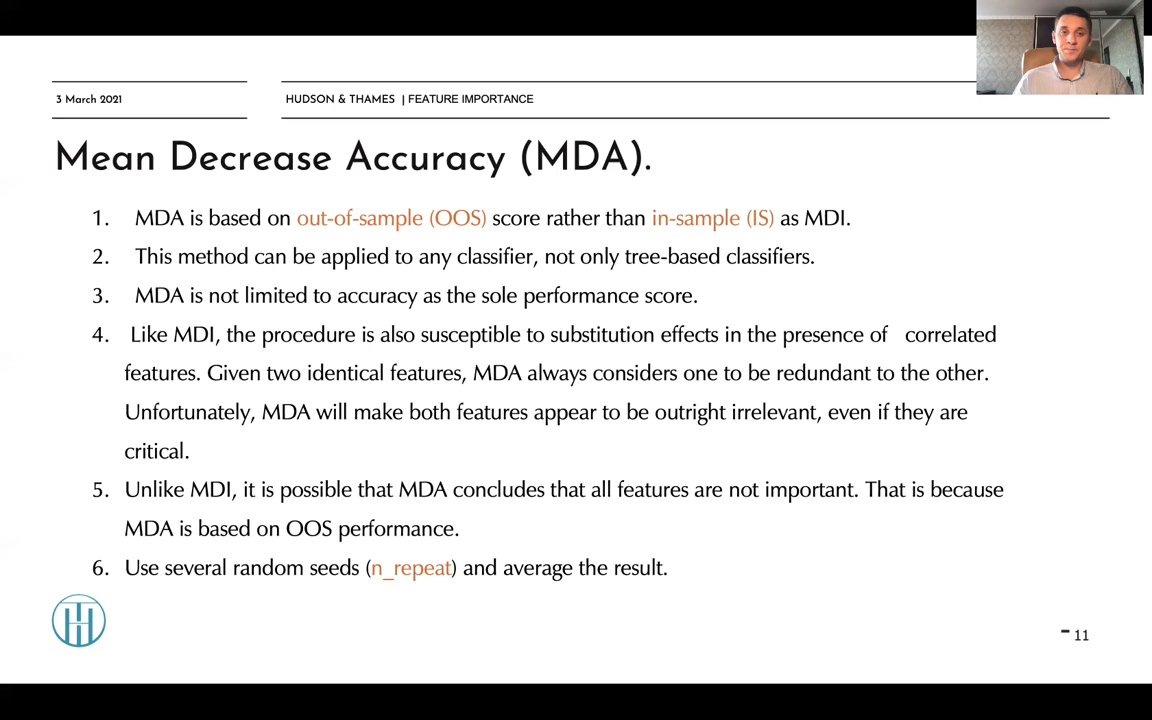 3 March 2021
HUDSON & THAMES | FEATURE IMPORTANCE
Mean Decrease Accuracy (MDA).
1. MDA is based on out-of-sample (OOS) score rather than in-sample (IS) as MDI.
2. This method can be applied to any classifier, not only tree-based classifiers.
3. MDA is not limited to accuracy as the sole performance score.
4. Like MDI, the procedure is also susceptible to substitution effects in the presence of correlated
features. Given two identical features, MDA always considers one to be redundant to the other.
Unfortunately, MDA will make both features appear to be outright irrelevant, even if they are
critical.
5. Unlike MDI, it is possible that MDA concludes that all features are not important. That is because
MDA is based on OOS performance.
6. Use several random seeds (n_repeat) and average the result.
- 11